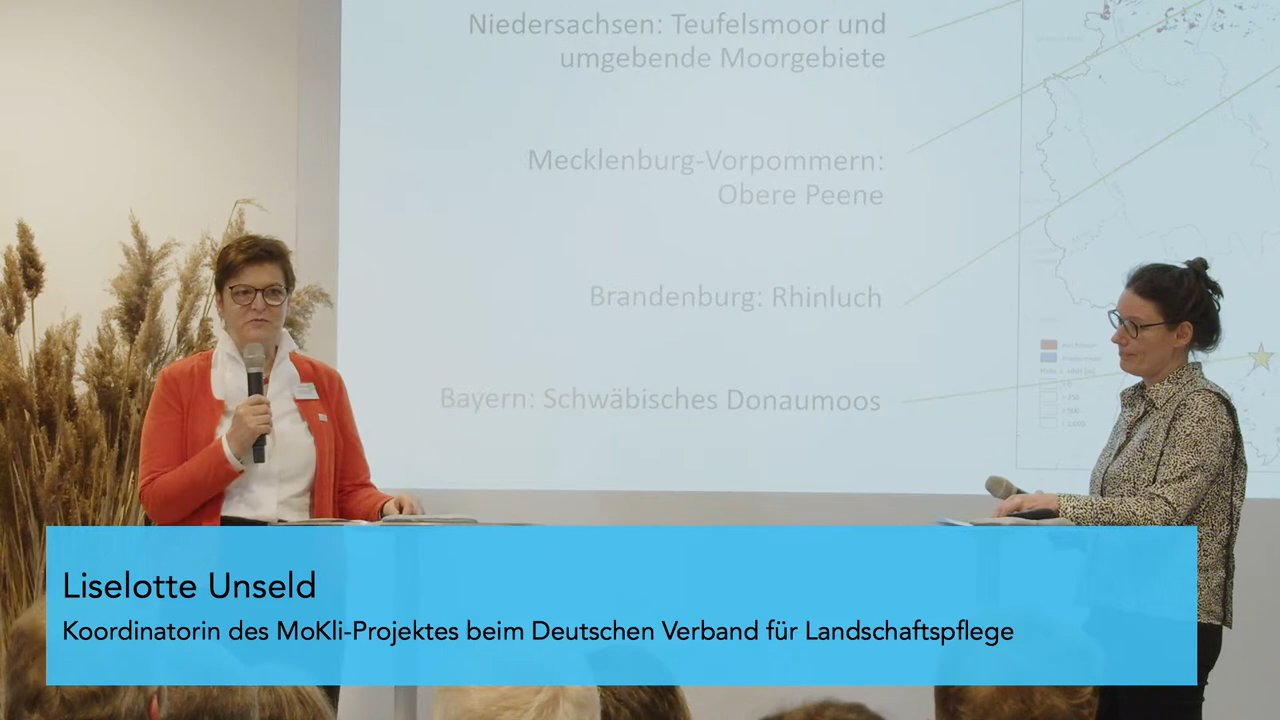 Niedersachsen: Teufelsmoor und
umgebende Moorgebiete
Mecklenburg-Vorpommern:
Obere Peene
Brandenburg: Rhinluch
Bayern: Schwäbisches Donaumoos
Liselotte Unseld
Koordinatorin des MoKli-Projektes beim Deutschen Verband für Landschaftspflege